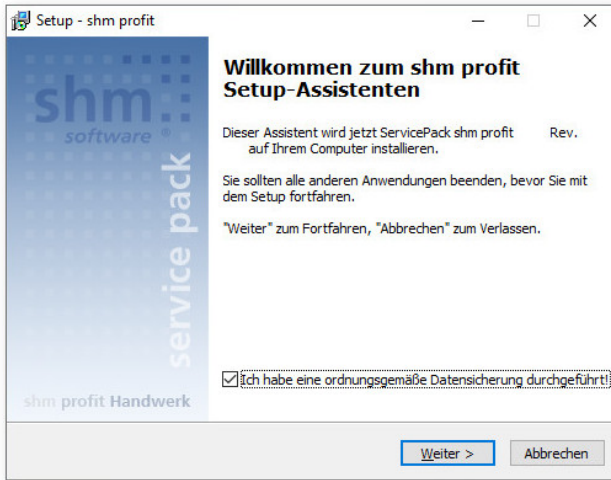 Setup - shm profit
shm
software ®
service pack
shm profit Handwerk
Willkommen zum shm profit
Setup-Assistenten
Dieser Assistent wird jetzt ServicePack shm profit Rev.
auf Ihrem Computer installieren.
Sie sollten alle anderen Anwendungen beenden, bevor Sie mit
dem Setup fortfahren.
"Weiter" zum Fortfahren, "Abbrechen" zum Verlassen.
Ich habe eine ordnungsgemäße Datensicherung durchgeführt!
Weiter >
Abbrechen